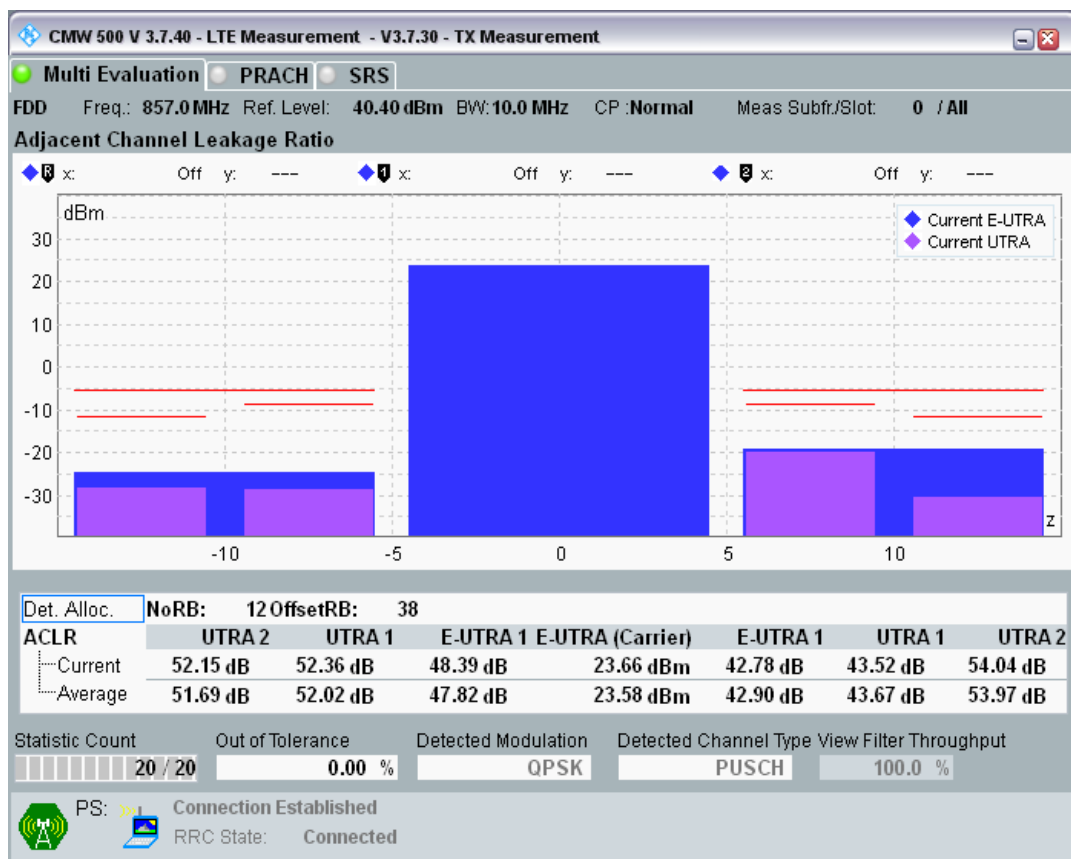 CMW 500 V 3.7.40 - LTE Measurement - V3.7.30 - TX Measurement
Multi Evaluation PRACH SRS
FDD Freq.: 857.0 MHz Ref. Level: 40.40 dBm BW: 10.0 MHz CP :Normal Meas Subfr./Slot: 0 / All
Adjacent Channel Leakage Ratio
R x: Off y: --- 1 x: Off y: --- 2 x: Off y: ---
dBm
Current E-UTRA
Current UTRA
30
20
10
0
-10
-20
-30
z
-10 -5 0 5 10
Det. Alloc. NoRB: 12 OffsetRB: 38
ACLR UTRA 2 UTRA 1 E-UTRA 1 E-UTRA (Carrier) E-UTRA 1 UTRA 1 UTRA 2
Current 52.15 dB 52.36 dB 48.39 dB 23.66 dBm 42.78 dB 43.52 dB 54.04 dB
Average 51.69 dB 52.02 dB 47.82 dB 23.58 dBm 42.90 dB 43.67 dB 53.97 dB
Statistic Count Out of Tolerance Detected Modulation Detected Channel Type View Filter Throughput
20 / 20 0.00 % QPSK PUSCH 100.0 %
PS: Connection Established
RRC State: Connected